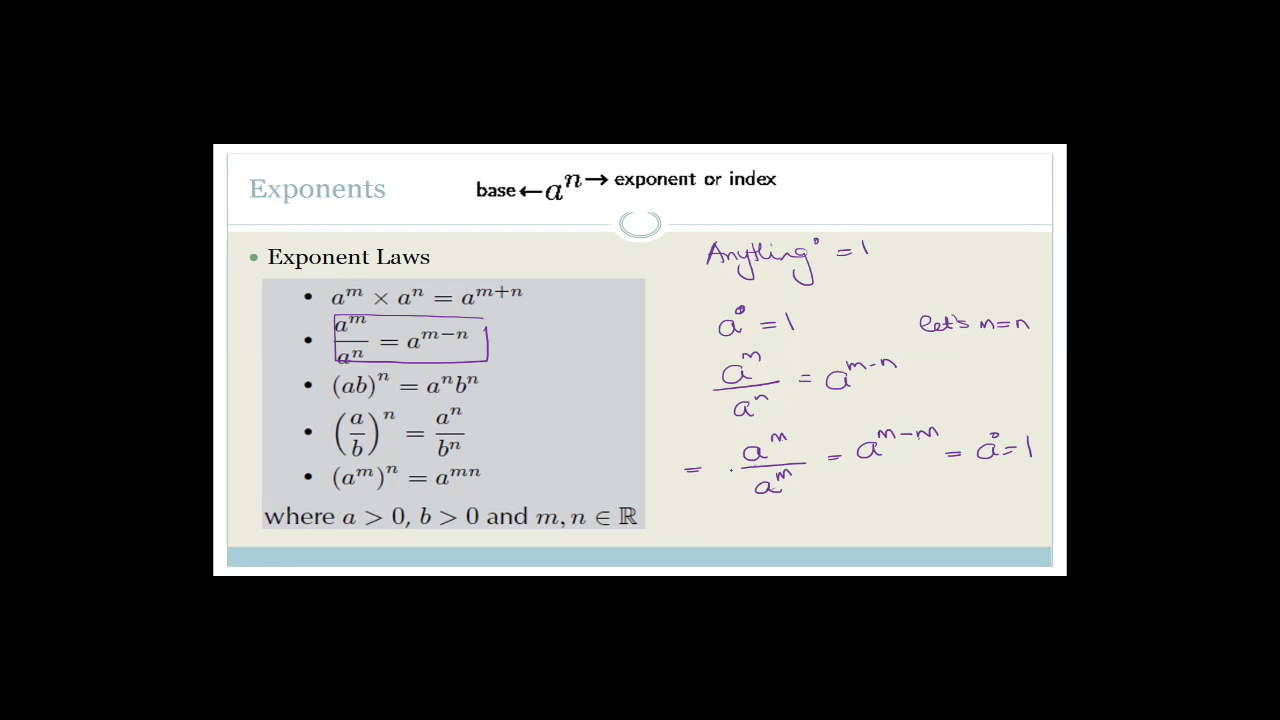 Exponents
base ← aⁿ → exponent or index
• Exponent Laws
• aᵐ × aⁿ = aᵐ⁺ⁿ
• aᵐ/aⁿ = aᵐ⁻ⁿ
• (ab)ⁿ = aⁿbⁿ
• (a/b)ⁿ = aⁿ/bⁿ
• (aᵐ)ⁿ = aᵐⁿ
where a > 0, b > 0 and m, n ∈ ℝ
Anything⁰ = 1
a⁰ = 1
let's m = n
aᵐ/aⁿ = aᵐ⁻ⁿ
= aᵐ/aᵐ = aᵐ⁻ᵐ = a⁰ = 1